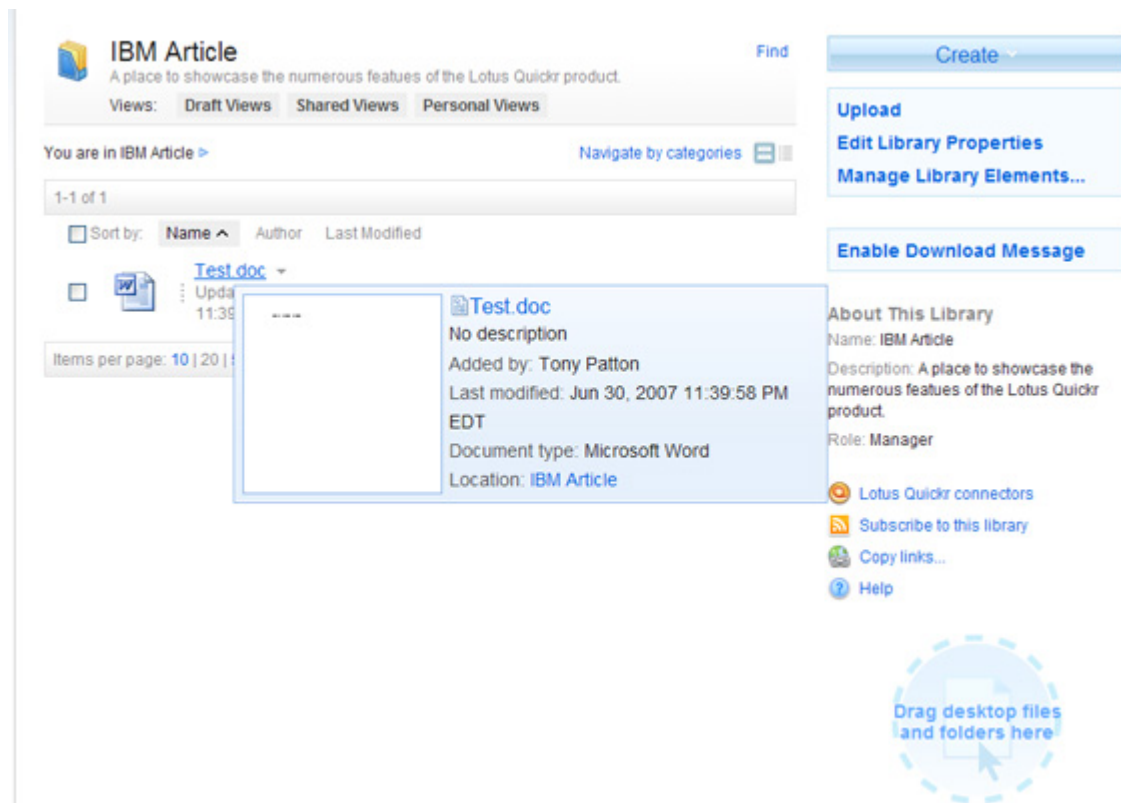 IBM Article
Find
A place to showcase the numerous featues of the Lotus Quickr product.
Views: Draft Views Shared Views Personal Views
You are in IBM Article
Navigate by categories
1-1 of 1
Sort by: Name Author Last Modified
Test.doc
Upda
11:39
Items per page: 10 | 20 |
Test.doc
No description
Added by: Tony Patton
Last modified: Jun 30, 2007 11:39:58 PM
EDT
Document type: Microsoft Word
Location: IBM Article
Create
Upload
Edit Library Properties
Manage Library Elements...
Enable Download Message
About This Library
Name: IBM Article
Description: A place to showcase the
numerous featues of the Lotus Quickr
product.
Role: Manager
Lotus Quickr connectors
Subscribe to this library
Copy links...
Help
Drag desktop files
and folders here